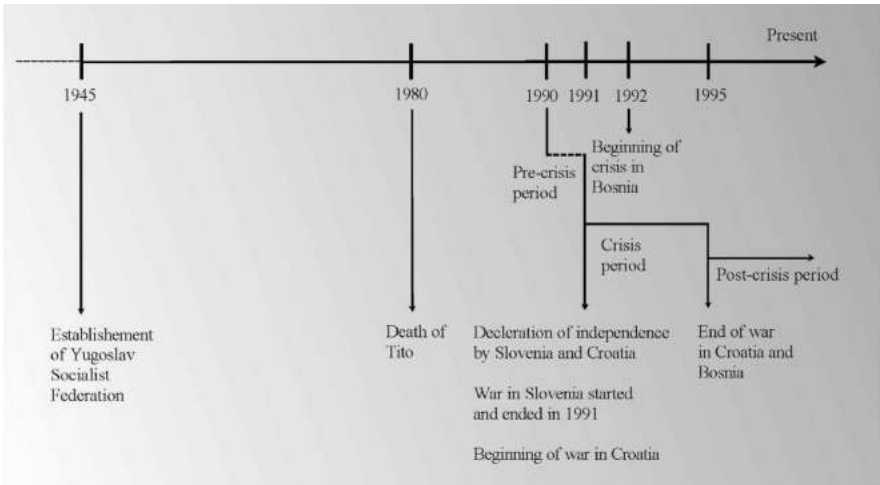 Present
1945
1980
1990
1991
1992
1995
Beginning of
crisis in
Bosnia
Pre-crisis
period
Crisis
period
Post-crisis period
Establishement
of Yugoslav
Socialist
Federation
Death of
Tito
Decleration of independence
by Slovenia and Croatia
War in Slovenia started
and ended in 1991
Beginning of war in Croatia
End of war
in Croatia and
Bosnia